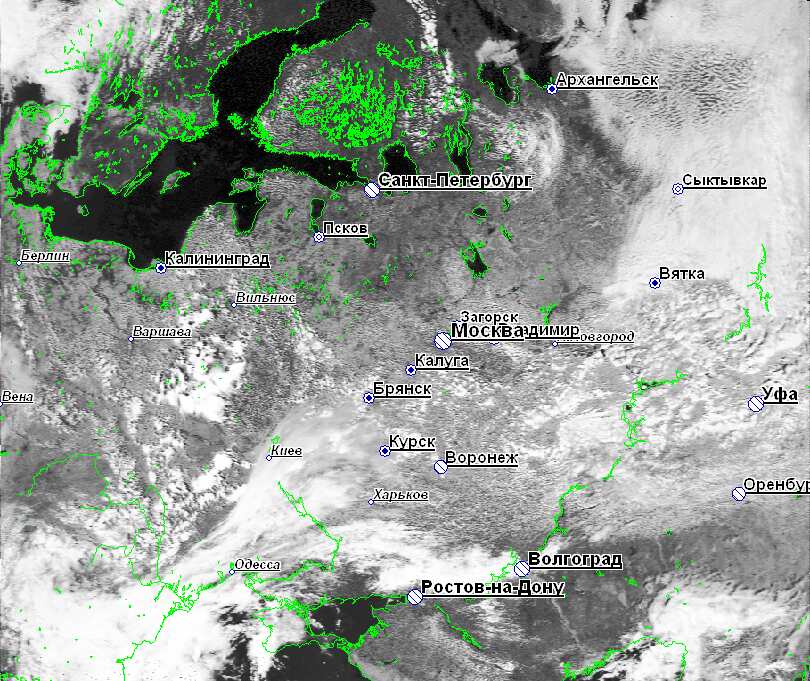 Архангельск
Санкт-Петербург
Сыктывкар
Псков
Берлин
Калининград
Вятка
Вильнюс
Загорск
Москва
Варшава
Калуга
Брянск
Вена
Уфа
Курск
Киев
Воронеж
Оренбур
Харьков
Одесса
Волгоград
Ростов-на-Дону